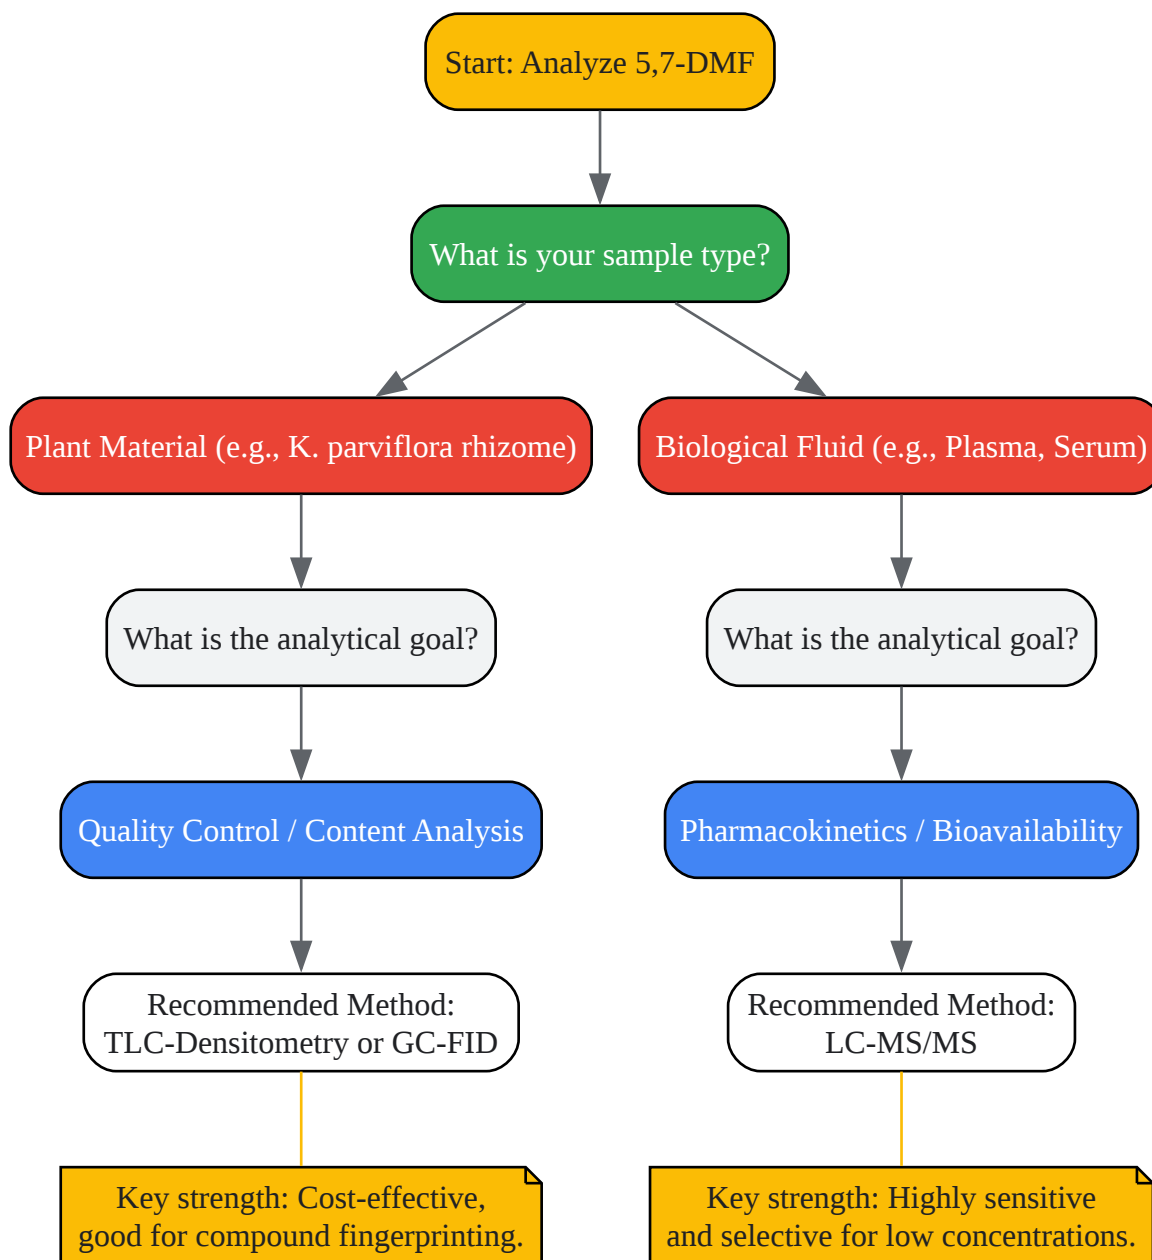 Start: Analyze 5,7-DMF
What is your sample type?
Plant Material (e.g., K. parviflora rhizome)
Biological Fluid (e.g., Plasma, Serum)
What is the analytical goal?
What is the analytical goal?
Quality Control / Content Analysis
Pharmacokinetics / Bioavailability
Recommended Method:
TLC-Densitometry or GC-FID
Recommended Method:
LC-MS/MS
Key strength: Cost-effective,
good for compound fingerprinting.
Key strength: Highly sensitive
and selective for low concentrations.